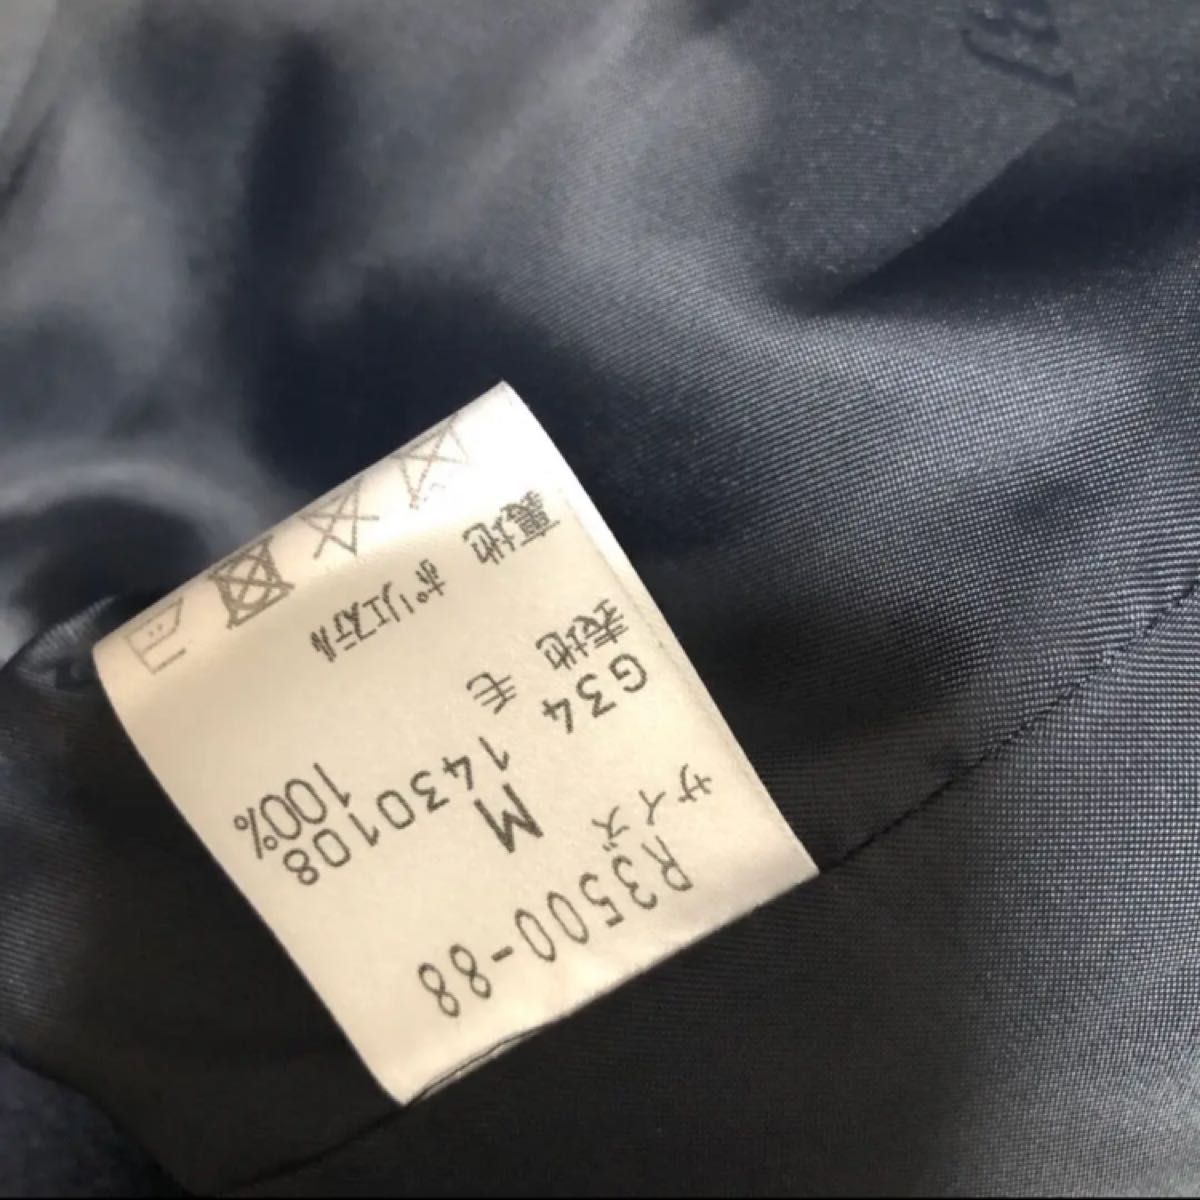 R3500-88
サイズ M
G34 1430108
表地 毛 100%
裏地 ポリエステル